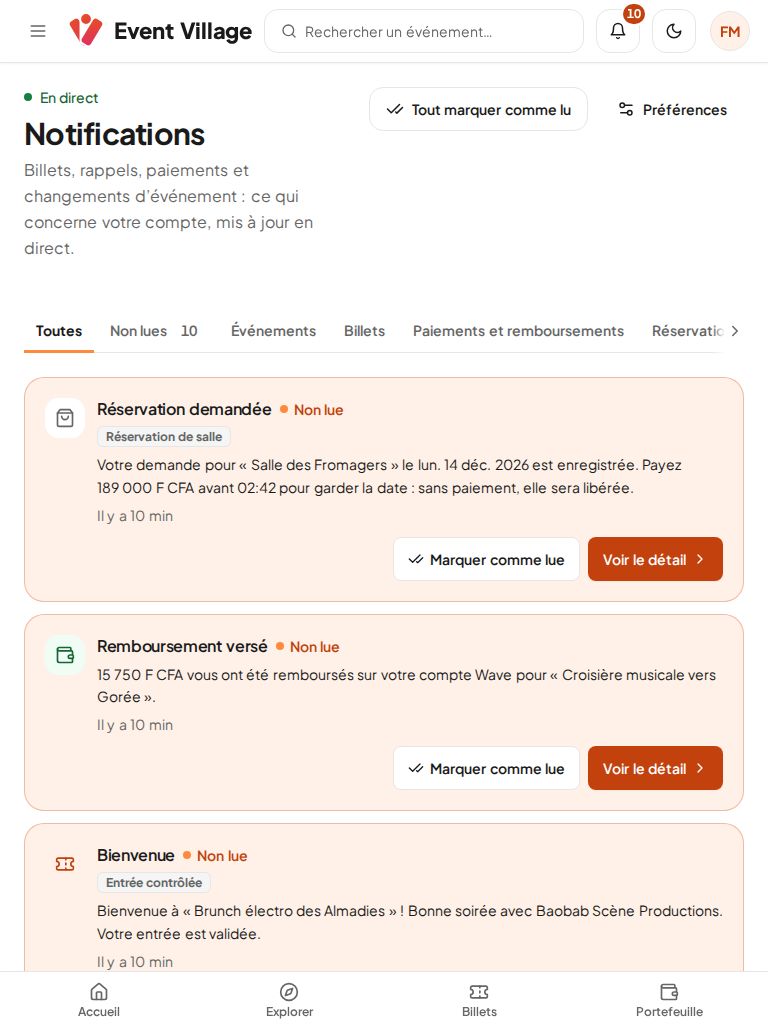 Event Village
Rechercher un événement...
10
FM
En direct
Notifications
Billets, rappels, paiements et
changements d’événement : ce qui
concerne votre compte, mis à jour en
direct.
Tout marquer comme lu
Préférences
Toutes
Non lues 10
Événements
Billets
Paiements et remboursements
Réservatio
Réservation demandée
Non lue
Réservation de salle
Votre demande pour « Salle des Fromagers » le lun. 14 déc. 2026 est enregistrée. Payez
189 000 F CFA avant 02:42 pour garder la date : sans paiement, elle sera libérée.
Il y a 10 min
Marquer comme lue
Voir le détail
Remboursement versé
Non lue
15 750 F CFA vous ont été remboursés sur votre compte Wave pour « Croisière musicale vers
Gorée ».
Il y a 10 min
Marquer comme lue
Voir le détail
Bienvenue
Non lue
Entrée contrôlée
Bienvenue à « Brunch électro des Almadies » ! Bonne soirée avec Baobab Scène Productions.
Votre entrée est validée.
Il y a 10 min
Accueil
Explorer
Billets
Portefeuille